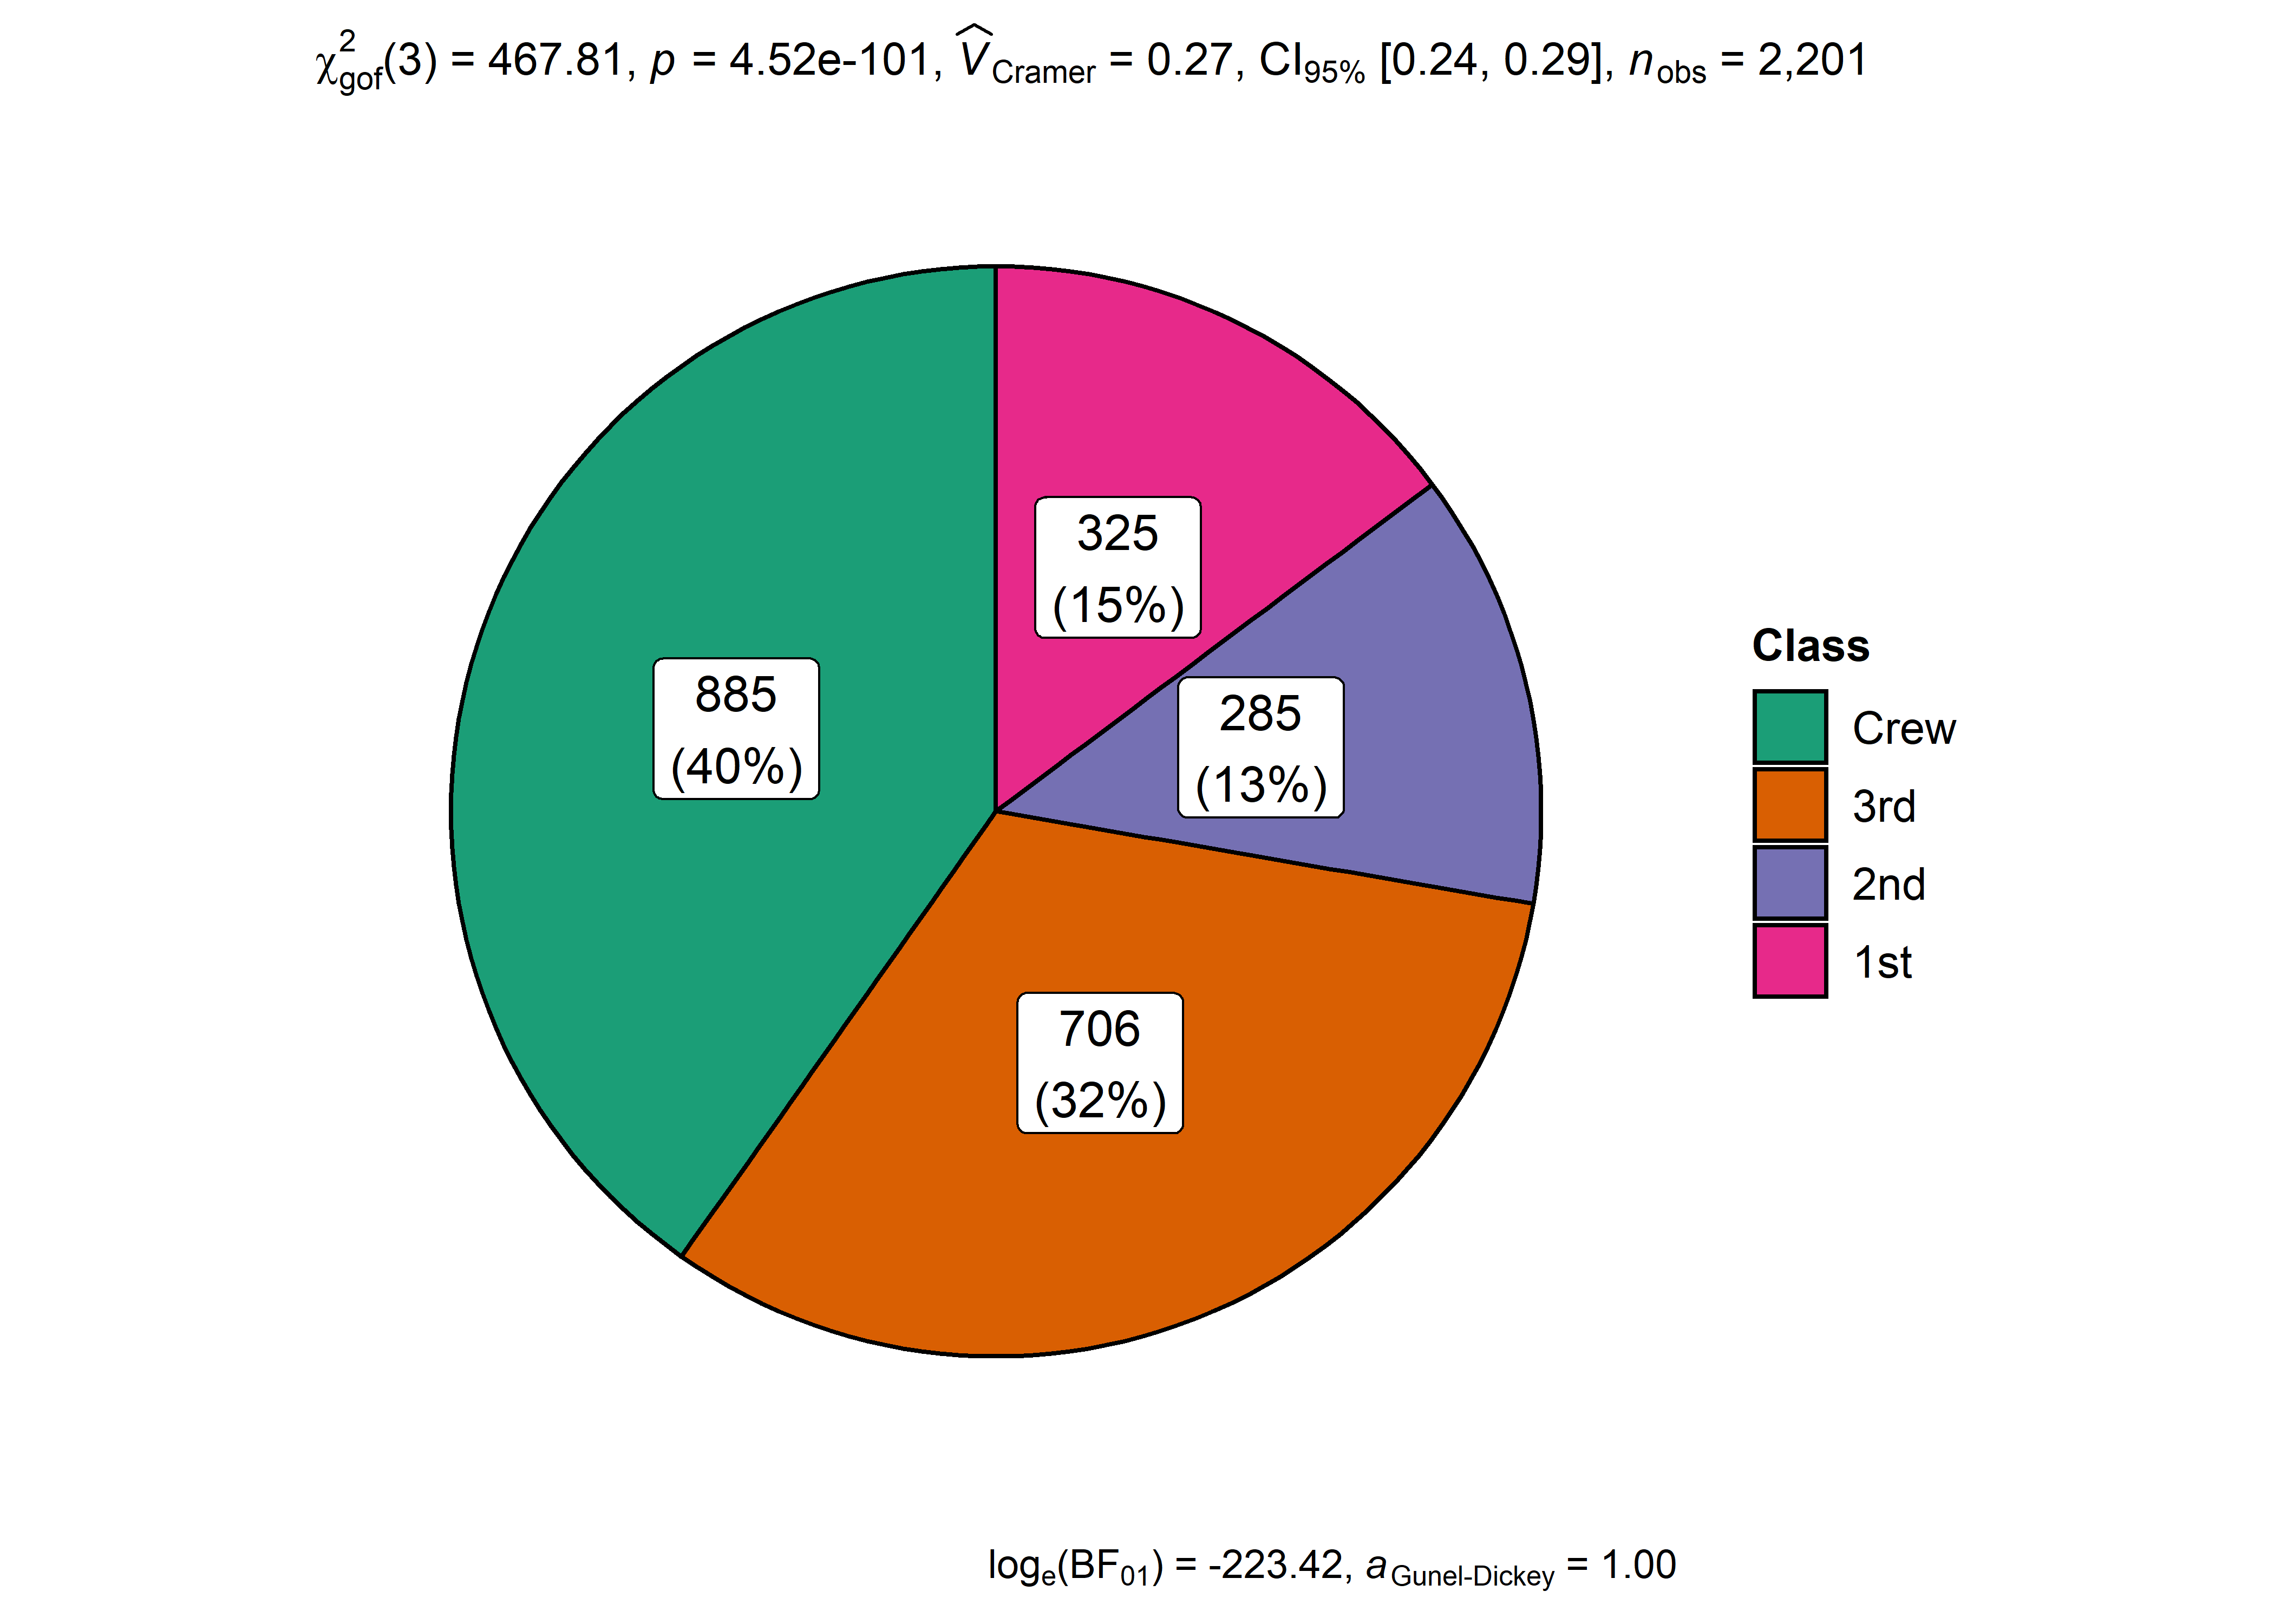 χ²gof(3) = 467.81, p = 4.52e-101, V̂Cramer = 0.27, CI95% [0.24, 0.29], nobs = 2,201
325
(15%)
885
(40%)
285
(13%)
706
(32%)
Class
Crew
3rd
2nd
1st
loge(BF01) = -223.42, aGunel-Dickey = 1.00